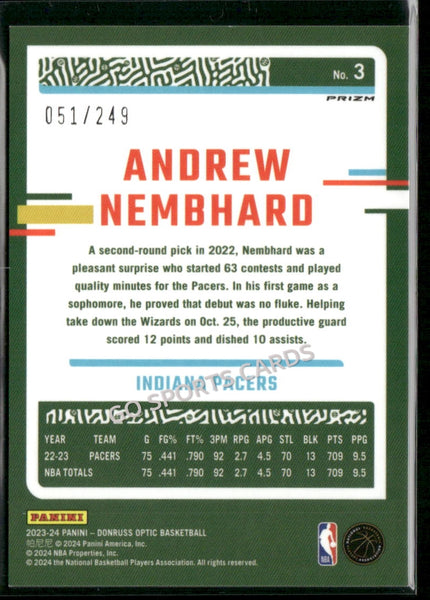 No. 3
PRIZM
051/249
ANDREW
NEMBHARD
A second-round pick in 2022, Nembhard was a
pleasant surprise who started 63 contests and played
quality minutes for the Pacers. In his first game as a
sophomore, he proved that debut was no fluke. Helping
take down the Wizards on Oct. 25, the productive guard
scored 12 points and dished 10 assists.
GO SPORTS CARDS
INDIANA PACERS
YEAR TEAM G FG% FT% 3PM RPG APG STL BLK PTS PPG
22-23 PACERS 75 .441 .790 92 2.7 4.5 70 13 709 9.5
NBA TOTALS 75 .441 .790 92 2.7 4.5 70 13 709 9.5
PANINI
2023-24 PANINI – DONRUSS OPTIC BASKETBALL
帕尼尼 © 2024 Panini America, Inc.
© 2024 NBA Properties, Inc.
© 2024 the National Basketball Players Association. All rights reserved.
NBA